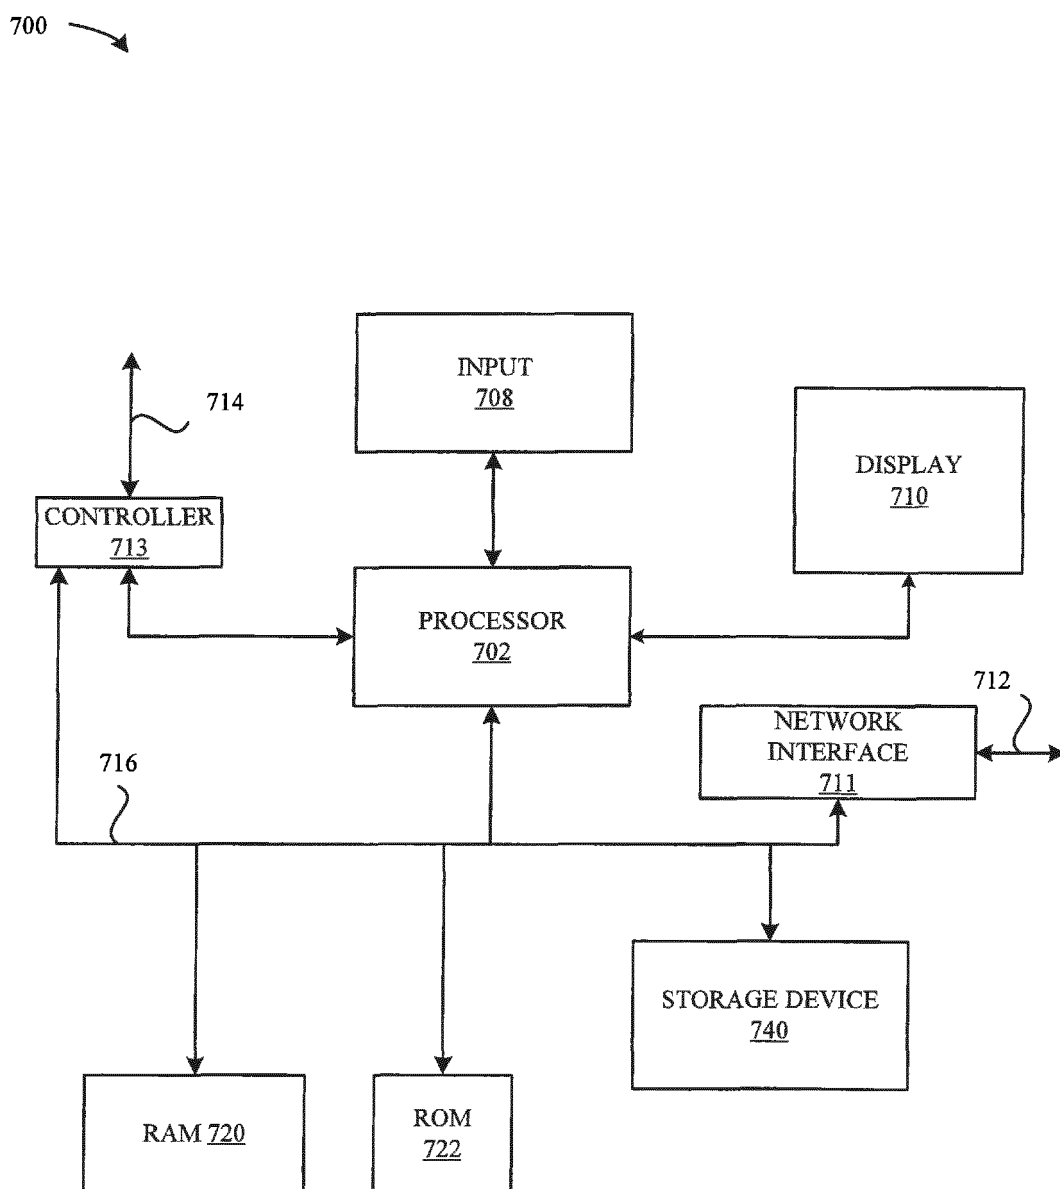 700
INPUT
708
714
DISPLAY
710
CONTROLLER
713
PROCESSOR
702
712
NETWORK
INTERFACE
711
716
STORAGE DEVICE
740
RAM 720
ROM
722